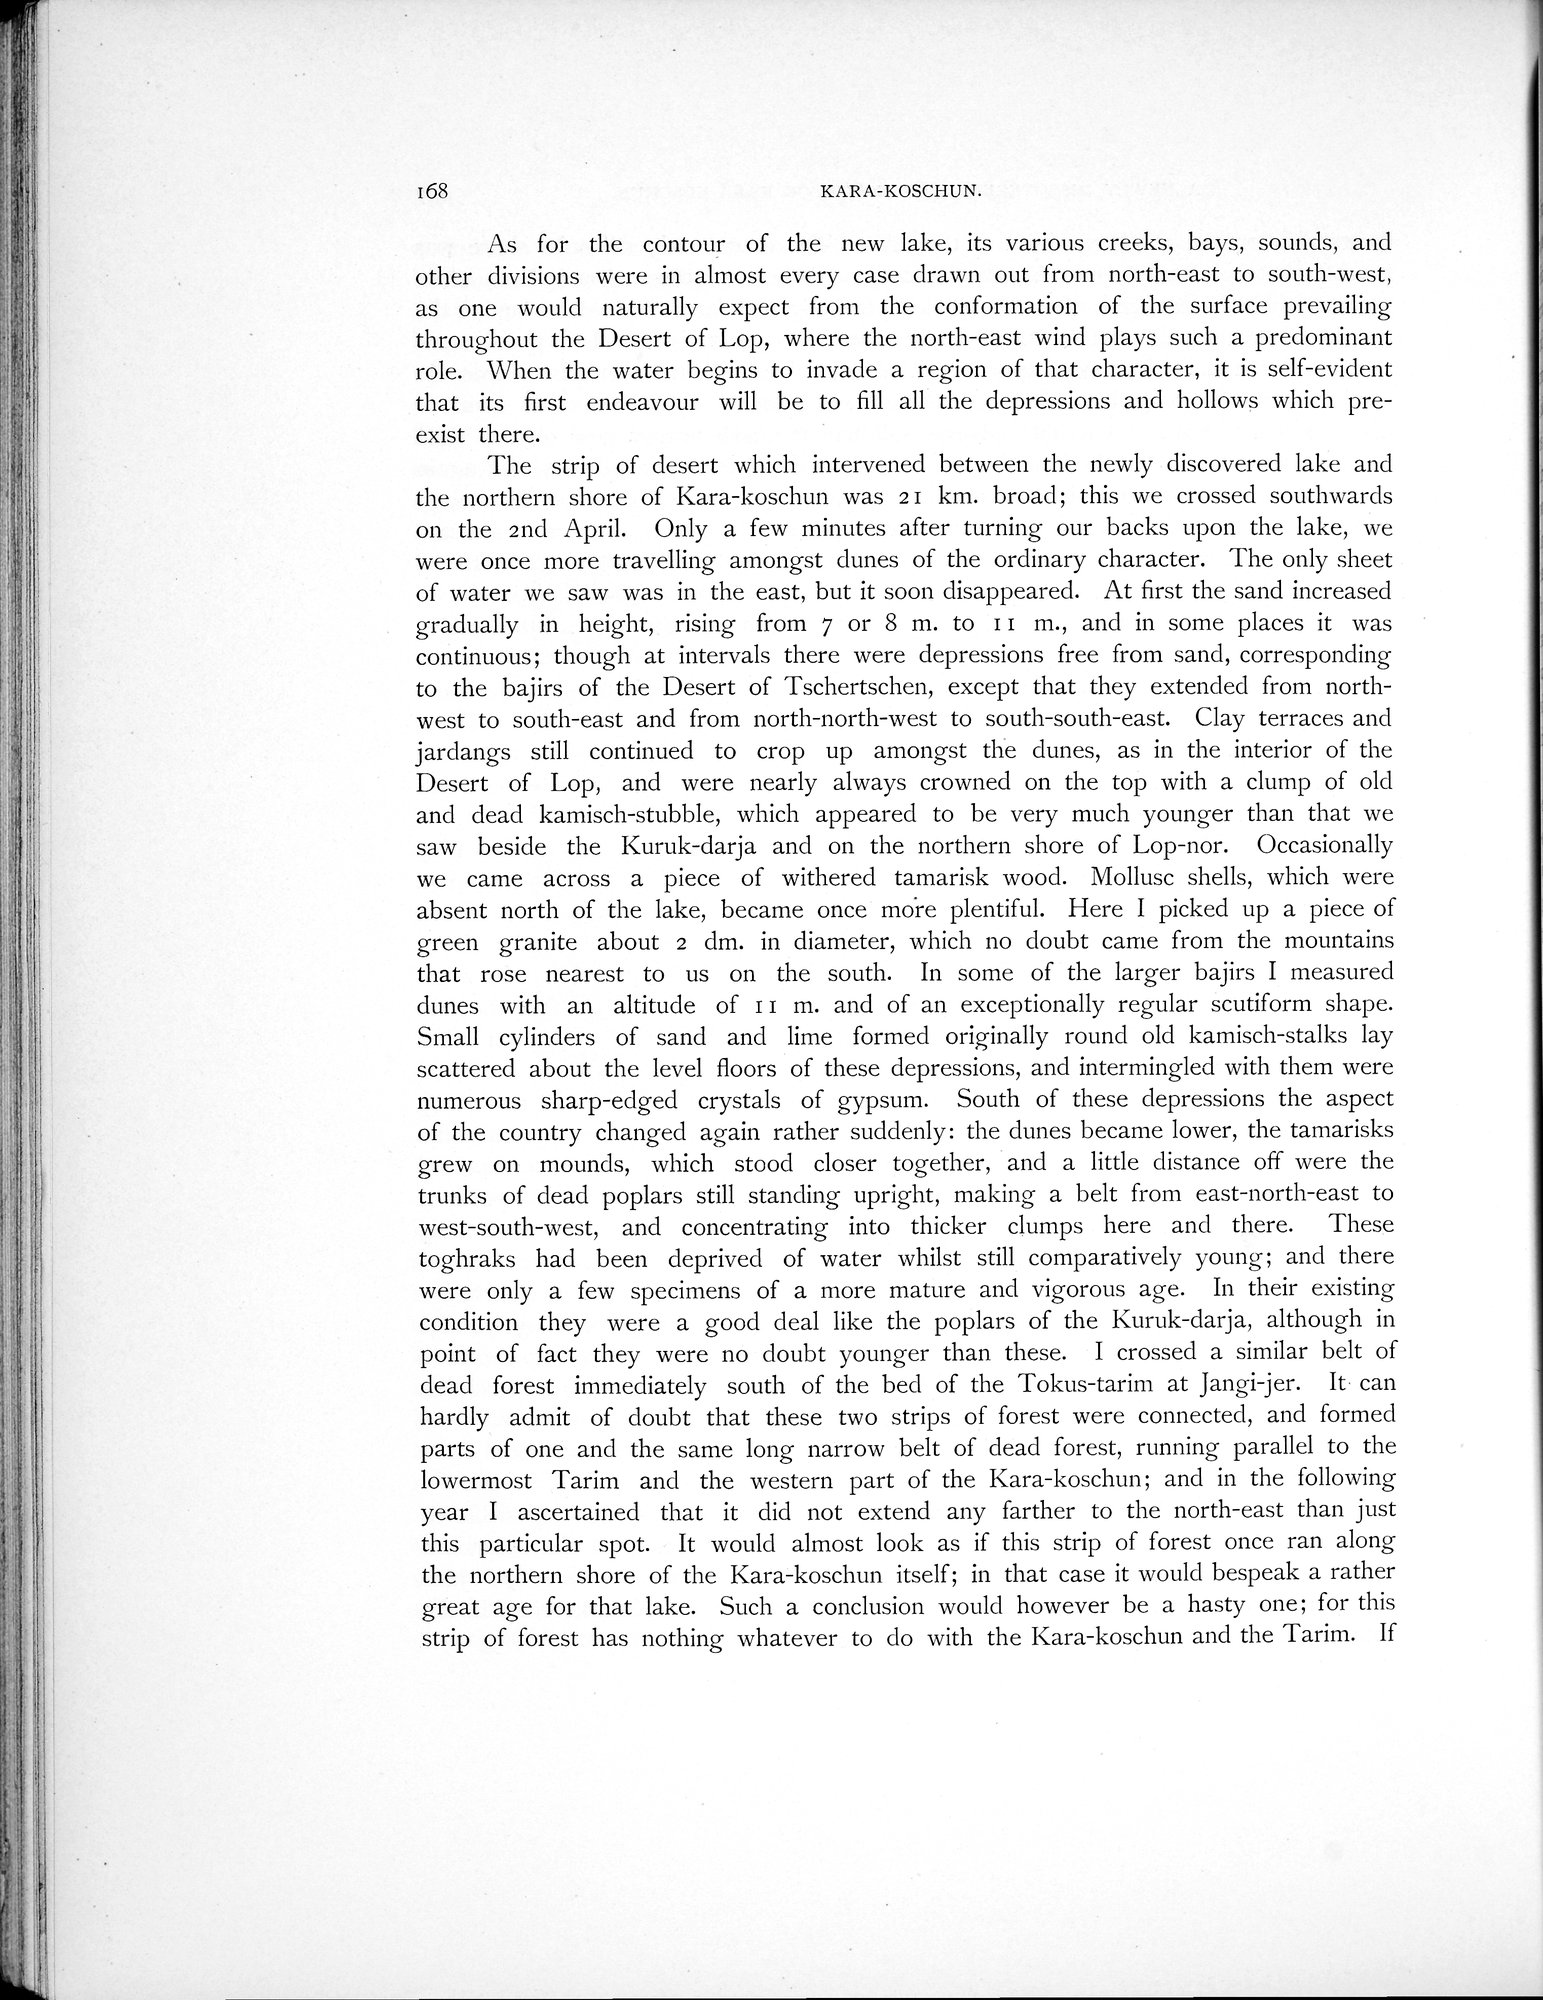 168
KARA-KOSCHUN.
As for the contour of the new lake, its various creeks, bays, sounds, and
other divisions were in almost every case drawn out from north-east to south-west,
as one would naturally expect from the conformation of the surface prevailing
throughout the Desert of Lop, where the north-east wind plays such a predominant
role. When the water begins to invade a region of that character, it is self-evident
that its first endeavour will be to fill all the depressions and hollows which pre-
exist there.
The strip of desert which intervened between the newly discovered lake and
the northern shore of Kara-koschun was 21 km. broad; this we crossed southwards
on the 2nd April. Only a few minutes after turning our backs upon the lake, we
were once more travelling amongst dunes of the ordinary character. The only sheet
of water we saw was in the east, but it soon disappeared. At first the sand increased
gradually in height, rising from 7 or 8 m. to 11 m., and in some places it was
continuous; though at intervals there were depressions free from sand, corresponding
to the bajirs of the Desert of Tschertschen, except that they extended from north-
west to south-east and from north-north-west to south-south-east. Clay terraces and
jardangs still continued to crop up amongst the dunes, as in the interior of the
Desert of Lop, and were nearly always crowned on the top with a clump of old
and dead kamisch-stubble, which appeared to be very much younger than that we
saw beside the Kuruk-darja and on the northern shore of Lop-nor. Occasionally
we came across a piece of withered tamarisk wood. Mollusc shells, which were
absent north of the lake, became once more plentiful. Here I picked up a piece of
green granite about 2 dm. in diameter, which no doubt came from the mountains
that rose nearest to us on the south. In some of the larger bajirs I measured
dunes with an altitude of 11 m. and of an exceptionally regular scutiform shape.
Small cylinders of sand and lime formed originally round old kamisch-stalks lay
scattered about the level floors of these depressions, and intermingled with them were
numerous sharp-edged crystals of gypsum. South of these depressions the aspect
of the country changed again rather suddenly: the dunes became lower, the tamarisks
grew on mounds, which stood closer together, and a little distance off were the
trunks of dead poplars still standing upright, making a belt from east-north-east to
west-south-west, and concentrating into thicker clumps here and there. These
toghraks had been deprived of water whilst still comparatively young; and there
were only a few specimens of a more mature and vigorous age. In their existing
condition they were a good deal like the poplars of the Kuruk-darja, although in
point of fact they were no doubt younger than these. I crossed a similar belt of
dead forest immediately south of the bed of the Tokus-tarim at Jangi-jer. It can
hardly admit of doubt that these two strips of forest were connected, and formed
parts of one and the same long narrow belt of dead forest, running parallel to the
lowermost Tarim and the western part of the Kara-koschun; and in the following
year I ascertained that it did not extend any farther to the north-east than just
this particular spot. It would almost look as if this strip of forest once ran along
the northern shore of the Kara-koschun itself; in that case it would bespeak a rather
great age for that lake. Such a conclusion would however be a hasty one; for this
strip of forest has nothing whatever to do with the Kara-koschun and the Tarim. If